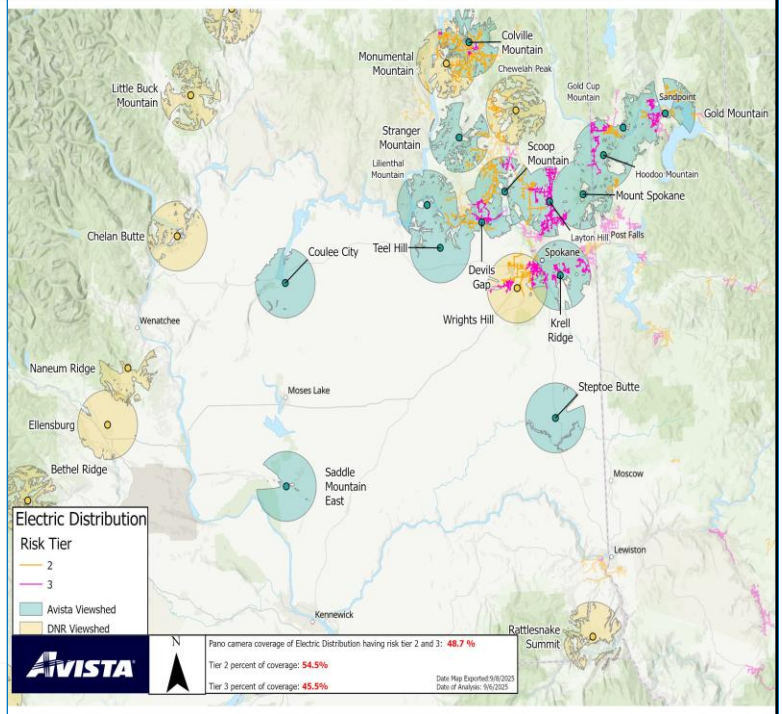 Colville
Mountain
Monumental
Mountain
Chewelah Peak
Little Buck
Mountain
Gold Cup
Mountain
Sandpoint
Gold Mountain
Stranger
Mountain
Scoop
Mountain
Lilienthal
Mountain
Hoodoo Mountain
Mount Spokane
Chelan Butte
Coulee City
Teel Hill
Layton Hill
Post Falls
Devils
Gap
Spokane
Wrights Hill
Krell
Ridge
Wenatchee
Naneum Ridge
Moses Lake
Steptoe Butte
Ellensburg
Bethel Ridge
Saddle
Mountain
East
Moscow
Electric Distribution
Risk Tier
2
3
Avista Viewshed
DNR Viewshed
Lewiston
Kennewick
Rattlesnake
Summit
AVISTA
N
Pano camera coverage of Electric Distribution having risk tier 2 and 3: 48.7 %
Tier 2 percent of coverage: 54.5%
Tier 3 percent of coverage: 45.5%
Date Map Exported:9/8/2025
Date of Analysis: 9/6/2025